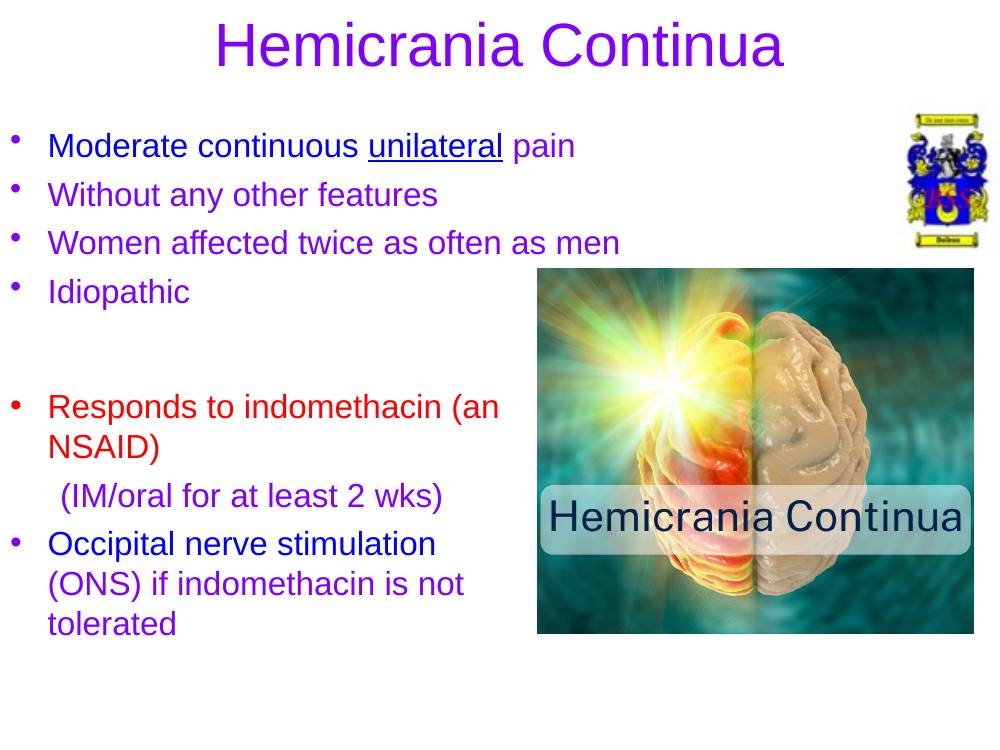 Hemicrania Continua
• Moderate continuous unilateral pain
• Without any other features
• Women affected twice as often as men
• Idiopathic
• Responds to indomethacin (an
NSAID)
(IM/oral for at least 2 wks)
• Occipital nerve stimulation
(ONS) if indomethacin is not
tolerated
Hemicrania Continua